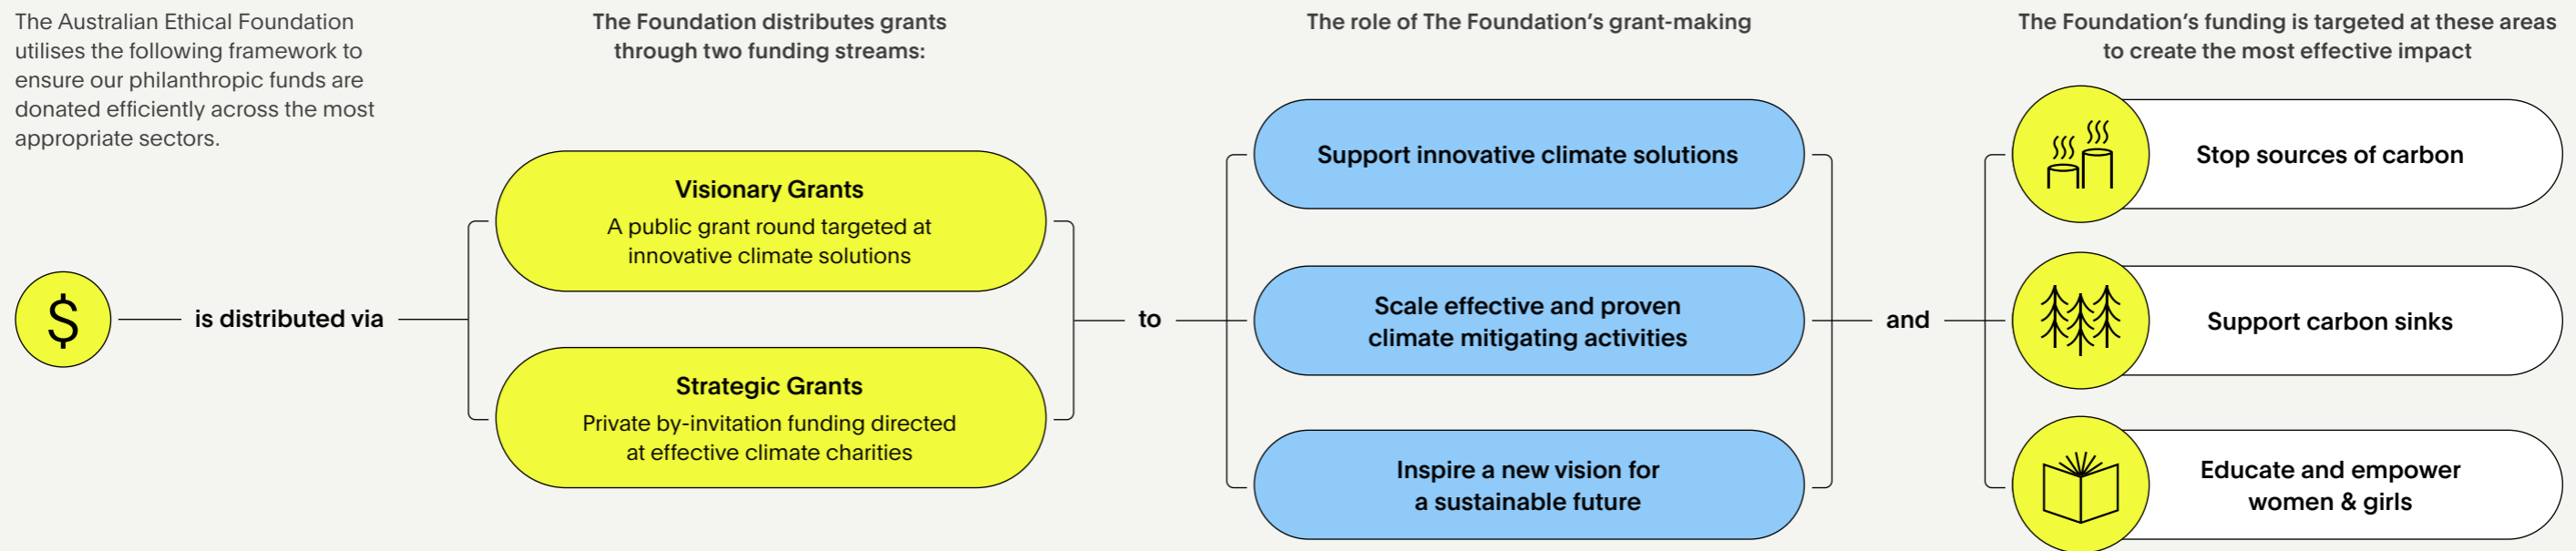 The Australian Ethical Foundation
utilises the following framework to
ensure our philanthropic funds are
donated efficiently across the most
appropriate sectors.
$
is distributed via
The Foundation distributes grants
through two funding streams:
Visionary Grants
A public grant round targeted at
innovative climate solutions
Strategic Grants
Private by-invitation funding directed
at effective climate charities
to
The role of The Foundation’s grant-making
Support innovative climate solutions
Scale effective and proven
climate mitigating activities
Inspire a new vision for
a sustainable future
and
The Foundation’s funding is targeted at these areas
to create the most effective impact
Stop sources of carbon
Support carbon sinks
Educate and empower
women & girls